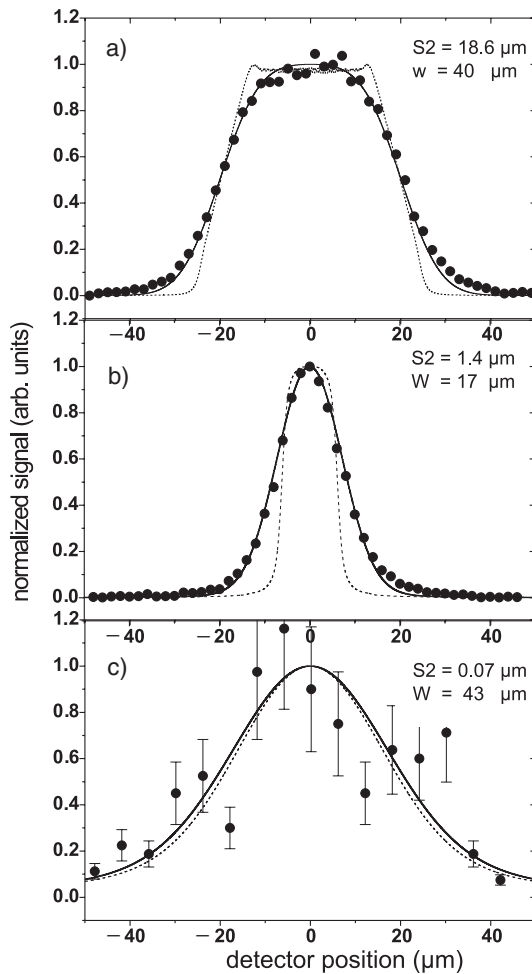 a)
S2 = 18.6 µm
w = 40 µm
1.0
0.8
0.6
0.4
0.2
0.0
−40 −20 0 20 40
1.2
b)
S2 = 1.4 µm
W = 17 µm
1.0
0.8
0.6
0.4
0.2
0.0
−40 −20 0 20 40
1.2
c)
S2 = 0.07 µm
W = 43 µm
1.0
0.8
0.6
0.4
0.2
0.0
−40 −20 0 20 40
normalized signal (arb. units)
detector position (µm)
1.2